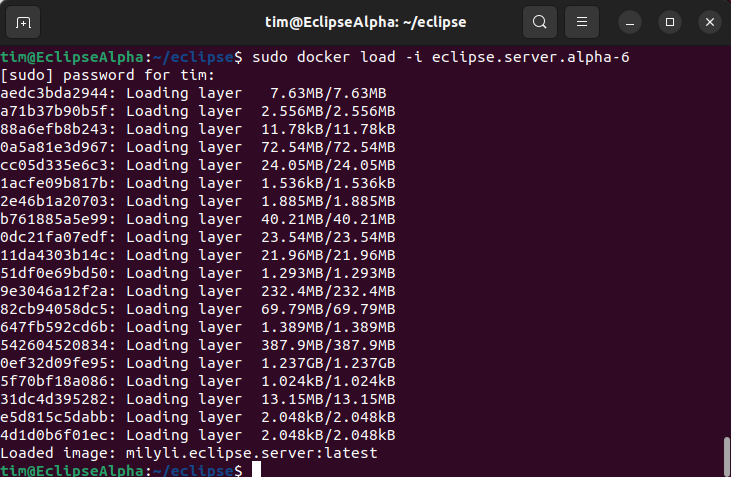 tim@EclipseAlpha: ~/eclipse
tim@EclipseAlpha:~/eclipse$ sudo docker load -i eclipse.server.alpha-6
[sudo] password for tim:
aedc3bda2944: Loading layer   7.63MB/7.63MB
a71b37b90b5f: Loading layer  2.556MB/2.556MB
88a6efb8b243: Loading layer  11.78kB/11.78kB
0a5a81e3d967: Loading layer  72.54MB/72.54MB
cc05d335e6c3: Loading layer  24.05MB/24.05MB
1acfe09b817b: Loading layer  1.536kB/1.536kB
2e46b1a20703: Loading layer  1.885MB/1.885MB
b761885a5e99: Loading layer  40.21MB/40.21MB
0dc21fa07edf: Loading layer  23.54MB/23.54MB
11da4303b14c: Loading layer  21.96MB/21.96MB
51df0e69bd50: Loading layer  1.293MB/1.293MB
9e3046a12f2a: Loading layer  232.4MB/232.4MB
82cb94058dc5: Loading layer  69.79MB/69.79MB
647fb592cd6b: Loading layer  1.389MB/1.389MB
542604520834: Loading layer  387.9MB/387.9MB
0ef32d09fe95: Loading layer  1.237GB/1.237GB
5f70bf18a086: Loading layer  1.024kB/1.024kB
31dc4d395282: Loading layer  13.15MB/13.15MB
e5d815c5dabb: Loading layer  2.048kB/2.048kB
4d1d0b6f01ec: Loading layer  2.048kB/2.048kB
Loaded image: milyli.eclipse.server:latest
tim@EclipseAlpha:~/eclipse$